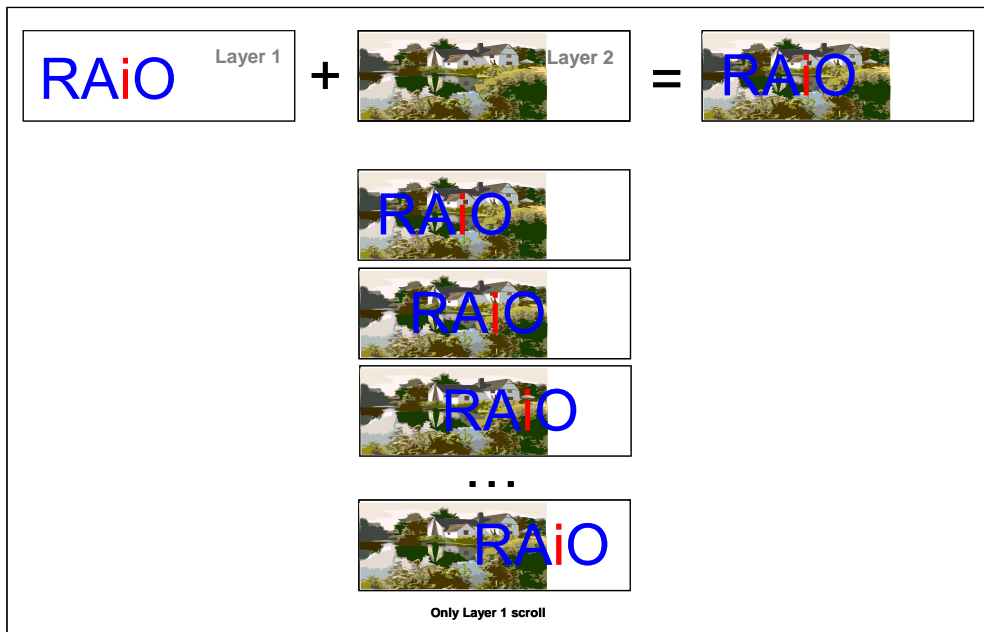 RAiO Layer 1 + Layer 2 = RAiO
RAiO
RAiO
RAiO
...
RAiO
Only Layer 1 scroll